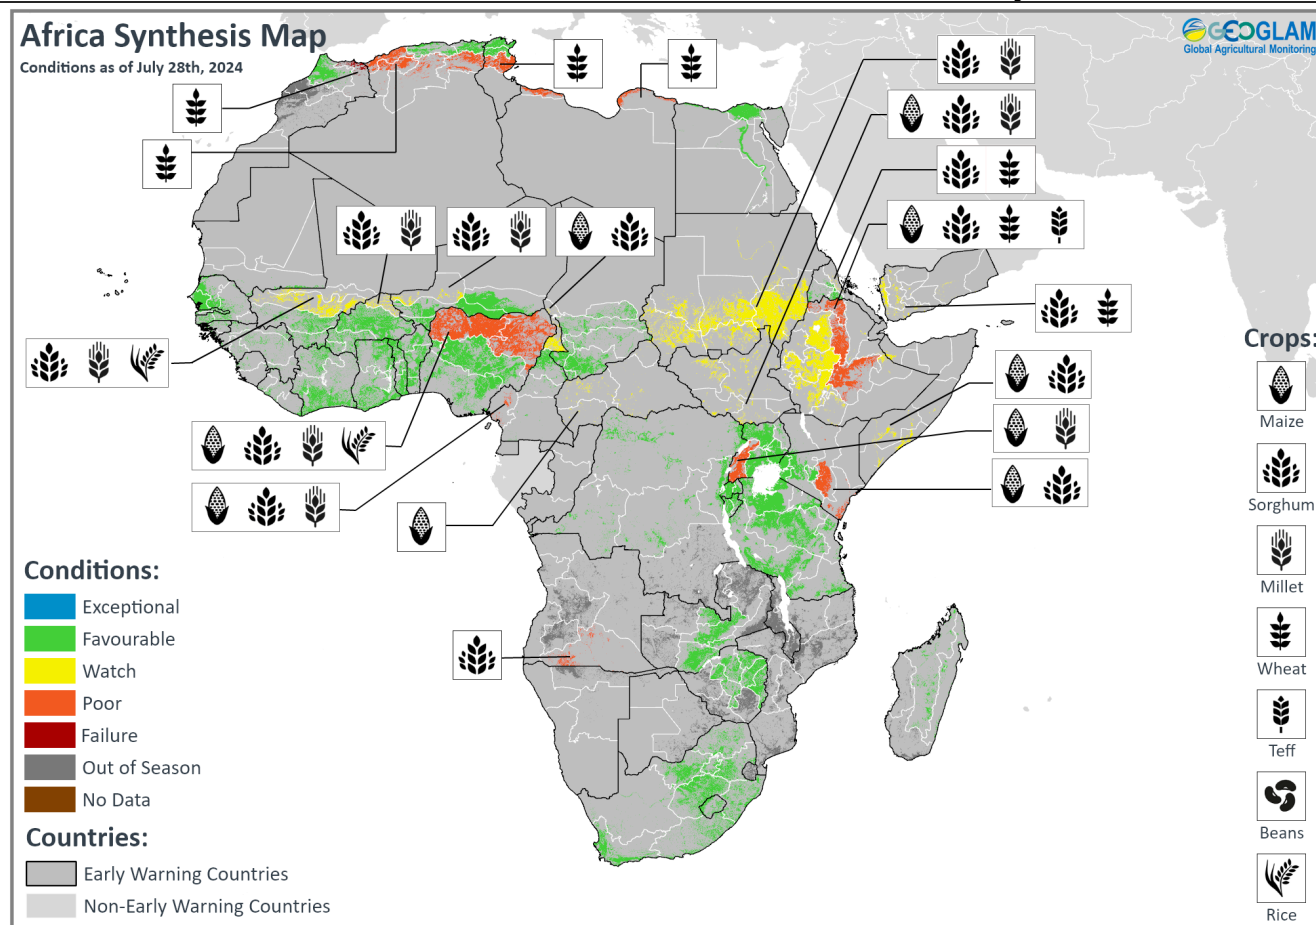 Africa Synthesis Map
Conditions as of July 28th, 2024
GEOGLAM
Global Agricultural Monitoring
Crops:
Maize
Sorghum
Millet
Wheat
Teff
Beans
Rice
Conditions:
Exceptional
Favourable
Watch
Poor
Failure
Out of Season
No Data
Countries:
Early Warning Countries
Non-Early Warning Countries